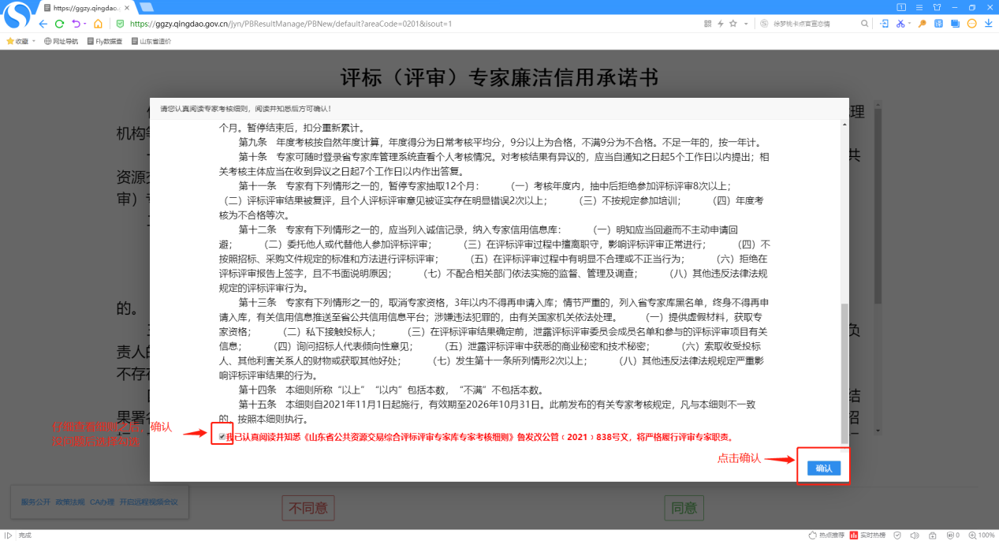 https://ggzy.qingdao.
https://ggzy.qingdao.gov.cn/jyn/PBResultManage/PBNew/default?areaCode=0201&isout=1
徐梦桃卡点官宣恋情
收藏 网址导航 Fly数据查 山东省造价
评标（评审）专家廉洁信用承诺书
请您认真阅读专家考核细则，阅读并知悉后方可确认！
理
机构等
共
资源交
审）专
的。
负
责人的
不存在
结
果署名
招
个月。暂停结束后，扣分重新累计。
第九条 年度考核按自然年度计算，年度得分为日常考核平均分，9分以上为合格，不满9分为不合格。不足一年的，按一年计。
第十条 专家可随时登录省专家库管理系统查看个人考核情况。对考核结果有异议的，应当自通知之日起5个工作日以内提出；相
关考核主体应当在收到异议之日起7个工作日以内作出答复。
第十一条 专家有下列情形之一的，暂停专家抽取12个月： （一）考核年度内，抽中后拒绝参加评标评审8次以上；
（二）评标评审结果被复评，且个人评标评审意见被证实存在明显错误2次以上； （三）不按规定参加培训； （四）年度考
核为不合格等次。
第十二条 专家有下列情形之一的，应当列入诚信记录，纳入专家信用信息库： （一）明知应当回避而不主动申请回
避； （二）委托他人或代替他人参加评标评审； （三）在评标评审过程中擅离职守，影响评标评审正常进行； （四）不
按照招标、采购文件规定的标准和方法进行评标评审； （五）在评标评审过程中有明显不合理或不正当行为； （六）拒绝在
评标评审报告上签字，且不书面说明原因； （七）不配合相关部门依法实施的监督、管理及调查； （八）其他违反法律法规
规定的评标评审行为。
第十三条 专家有下列情形之一的，取消专家资格，3年以内不得再申请入库；情节严重的，列入省专家库黑名单，终身不得再申
请入库，有关信用信息推送至省公共信用信息平台；涉嫌违法犯罪的，由有关国家机关依法处理。 （一）提供虚假材料，获取专
家资格； （二）私下接触投标人； （三）在评标评审结果确定前，泄露评标评审委员会成员名单和参与的评标评审项目有关
信息； （四）询问招标人代表倾向性意见； （五）泄露评标评审中获悉的商业秘密和技术秘密； （六）索取收受投标
人、其他利害关系人的财物或获取其他好处； （七）发生第十一条所列情形2次以上； （八）其他违反法律法规规定严重影
响评标评审结果的行为。
第十四条 本细则所称“以上”“以内”包括本数，“不满”不包括本数。
第十五条 本细则自2021年11月1日起施行，有效期至2026年10月31日。此前发布的有关专家考核规定，凡与本细则不一致
的，按照本细则执行。
仔细查看细则之后，确认
没问题后选择勾选
我已认真阅读并知悉《山东省公共资源交易综合评标评审专家库专家考核细则》鲁发改公管﹝2021﹞838号文，将严格履行评审专家职责。
点击确认
确认
服务公开 政策法规 CA办理 开启远程视频会议
不同意
同意
完成
热点推荐 实时热榜 0 100%